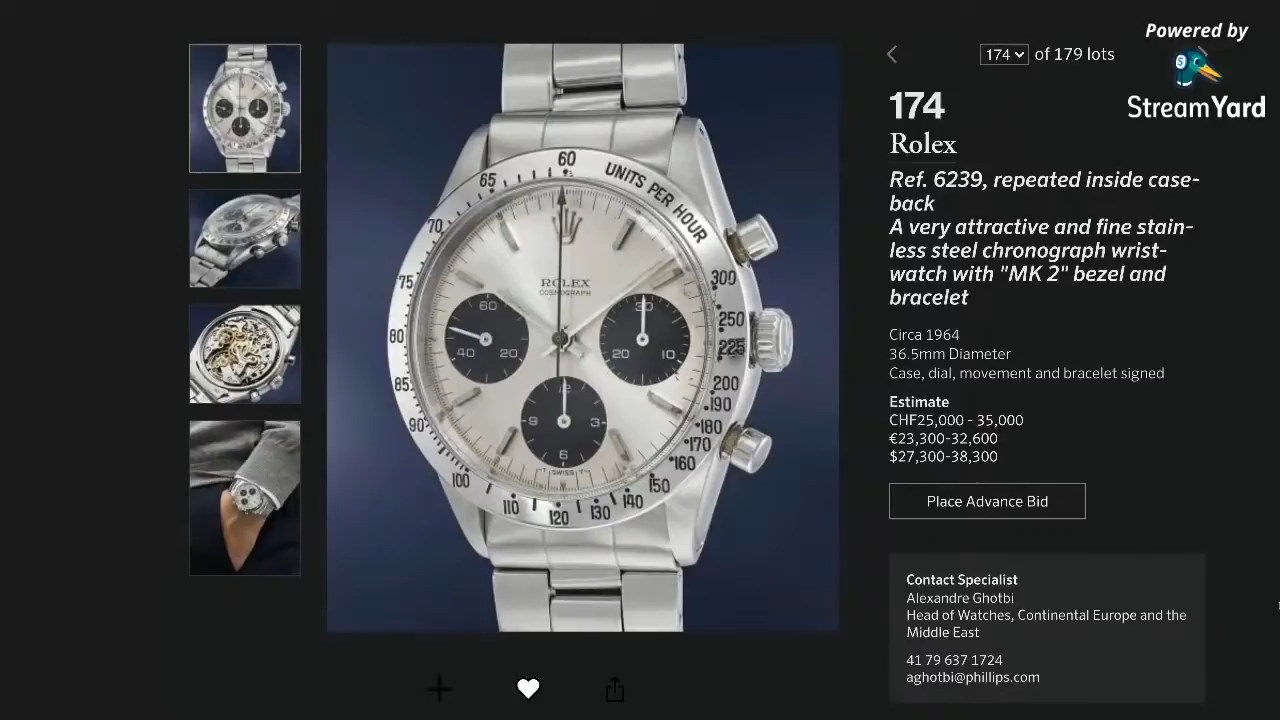 Powered by
StreamYard
174 of 179 lots
174
Rolex
Ref. 6239, repeated inside case-
back
A very attractive and fine stain-
less steel chronograph wrist-
watch with "MK 2" bezel and
bracelet
Circa 1964
36.5mm Diameter
Case, dial, movement and bracelet signed
Estimate
CHF25,000 - 35,000
€23,300-32,600
$27,300-38,300
Place Advance Bid
Contact Specialist
Alexandre Ghotbi
Head of Watches, Continental Europe and the
Middle East
41 79 637 1724
aghotbi@phillips.com
60
UNITS PER HOUR
65
70
75
80
85
90
100
110
120
130
140
150
160
170
180
190
200
225
250
300
ROLEX
COSMOGRAPH
60
40 20
30
20 10
12
9 3
6
T SWISS T